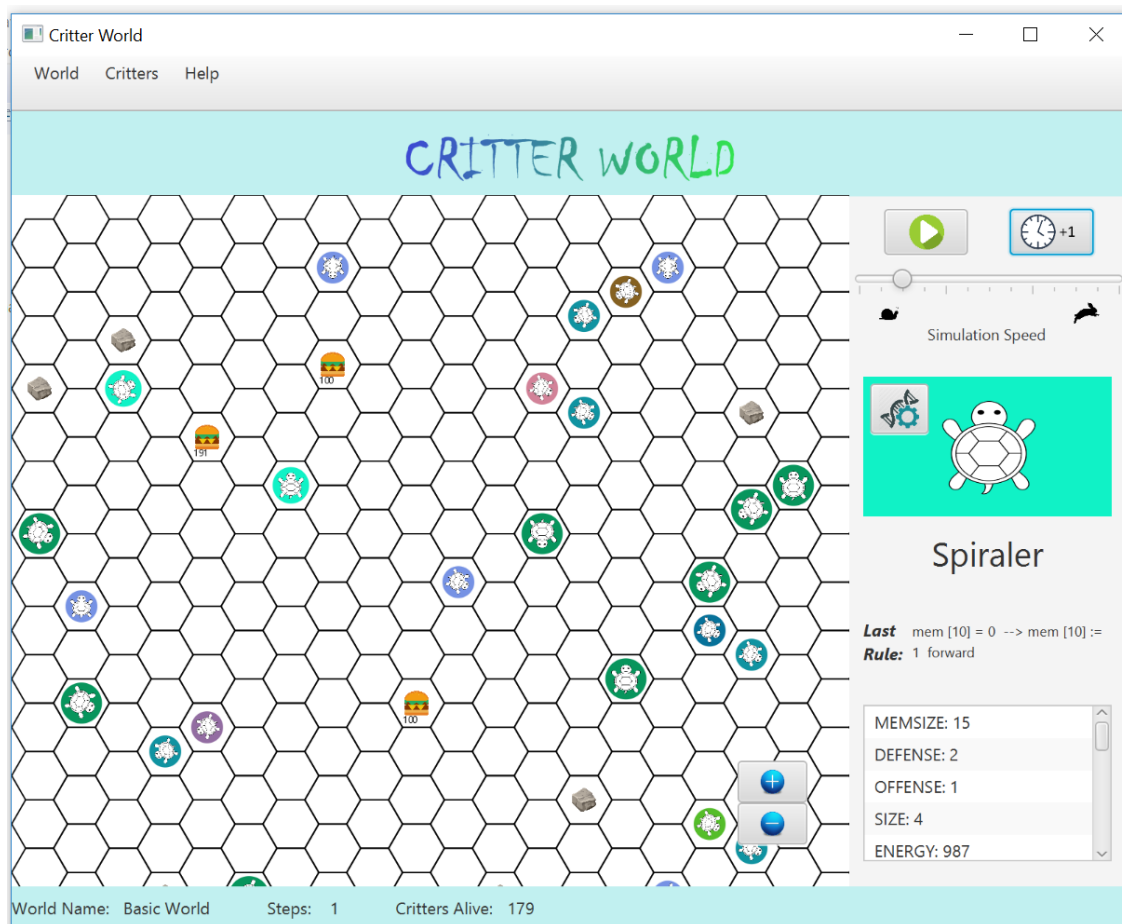 Critter World
World Critters Help
CRITTER WORLD
+1
Simulation Speed
100
191
Spiraler
Last Rule: mem [10] = 0 --> mem [10] :=
1 forward
100
MEMSIZE: 15
DEFENSE: 2
OFFENSE: 1
SIZE: 4
ENERGY: 987
World Name: Basic World Steps: 1 Critters Alive: 179